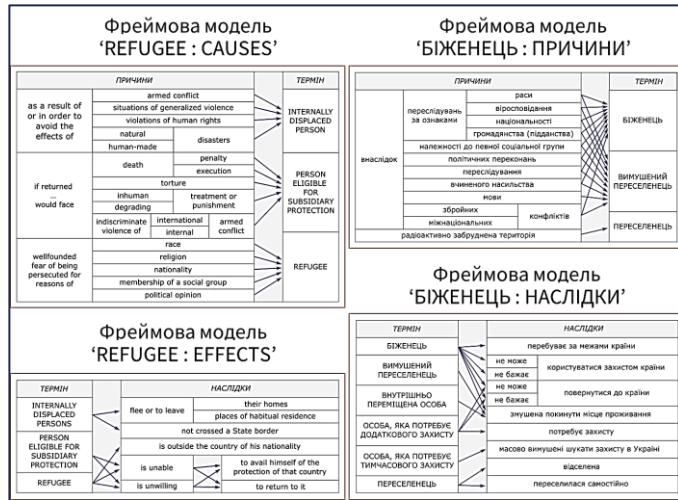 Фреймова модель
‘REFUGEE : CAUSES’
ПРИЧИНИ
ТЕРМІН
as a result of
or in order to
avoid the
effects of
armed conflict
situations of generalized violence
violations of human rights
natural
human-made
disasters
INTERNALLY
DISPLACED
PERSON
if returned
...
would face
death
penalty
execution
torture
inhuman
degrading
treatment or
punishment
indiscriminate
violence of
international
internal
armed
conflict
PERSON
ELIGIBLE
FOR
SUBSIDIARY
PROTECTION
wellfounded
fear of being
persecuted for
reasons of
race
religion
nationality
membership of a social group
political opinion
REFUGEE
Фреймова модель
‘БІЖЕНЕЦЬ : ПРИЧИНИ’
ПРИЧИНИ
ТЕРМІН
внаслідок
переслідувань
за ознаками
раси
віросповідання
національності
громадянства (підданства)
належності до певної соціальної групи
політичних переконань
переслідування
вчиненого насильства
мови
збройних
міжнаціональних
конфліктів
радіоактивно забруднена територія
БІЖЕНЕЦЬ
ВИМУШЕНИЙ
ПЕРЕСЕЛЕНЕЦЬ
ПЕРЕСЕЛЕНЕЦЬ
Фреймова модель
‘REFUGEE : EFFECTS’
ТЕРМІН
НАСЛІДКИ
INTERNALLY
DISPLACED
PERSONS
PERSON
ELIGIBLE FOR
SUBSIDIARY
PROTECTION
REFUGEE
flee or to leave
their homes
places of habitual residence
not crossed a State border
is outside the country of his nationality
is unable
is unwilling
to avail himself of the
protection of that country
to return to it
Фреймова модель
‘БІЖЕНЕЦЬ : НАСЛІДКИ’
ТЕРМІН
НАСЛІДКИ
БІЖЕНЕЦЬ
ВИМУШЕНИЙ
ПЕРЕСЕЛЕНЕЦЬ
ВНУТРІШНЬО
ПЕРЕМІЩЕНА ОСОБА
ОСОБА, ЯКА ПОТРЕБУЄ
ДОДАТКОВОГО ЗАХИСТУ
ОСОБА, ЯКА ПОТРЕБУЄ
ТИМЧАСОВОГО ЗАХИСТУ
ПЕРЕСЕЛЕНЕЦЬ
перебуває за межами країни
не може
не бажає
користуватися захистом країни
не може
не бажає
повернутися до країни
змушена покинути місце проживання
потребує захисту
масово вимушені шукати захисту в Україні
відселена
переселилася самостійно